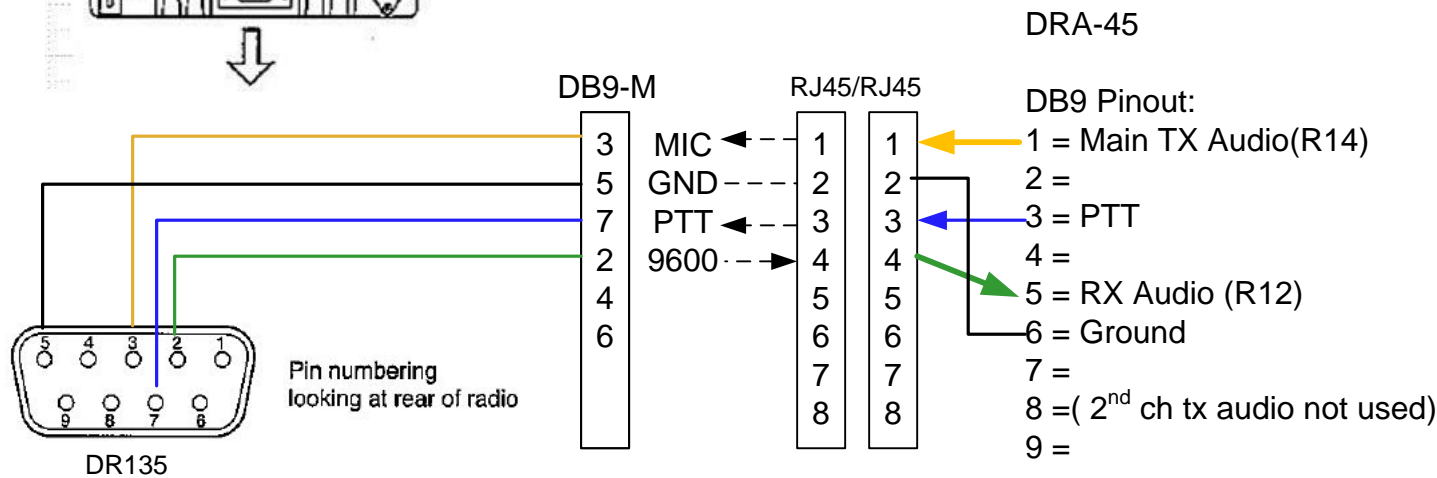 DRA-45
DB9-M
RJ45/RJ45
DB9 Pinout:
3 MIC 1 1 1 = Main TX Audio(R14)
5 GND 2 2 2 =
7 PTT 3 3 3 = PTT
2 9600 4 4 4 =
4 5 5 5 = RX Audio (R12)
6 6 6 6 = Ground
7 7 7 =
8 8 8 =( 2nd ch tx audio not used)
9 =
5 4 3 2 1
9 8 7 6
Pin numbering
looking at rear of radio
DR135